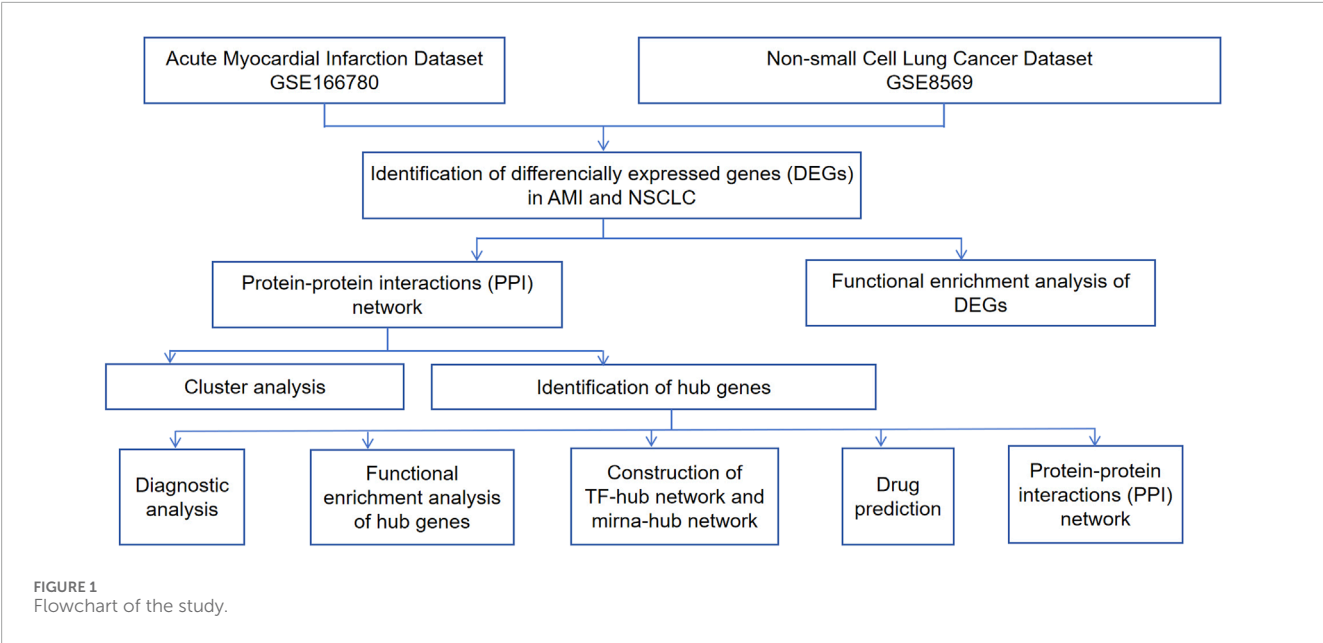 Acute Myocardial Infarction Dataset
GSE166780
Non-small Cell Lung Cancer Dataset
GSE8569
Identification of differencially expressed genes (DEGs)
in AMI and NSCLC
Protein-protein interactions (PPI)
network
Functional enrichment analysis of
DEGs
Cluster analysis
Identification of hub genes
Diagnostic
analysis
Functional
enrichment analysis
of hub genes
Construction of
TF-hub network and
mirna-hub network
Drug
prediction
Protein-protein
interactions (PPI)
network
FIGURE 1
Flowchart of the study.